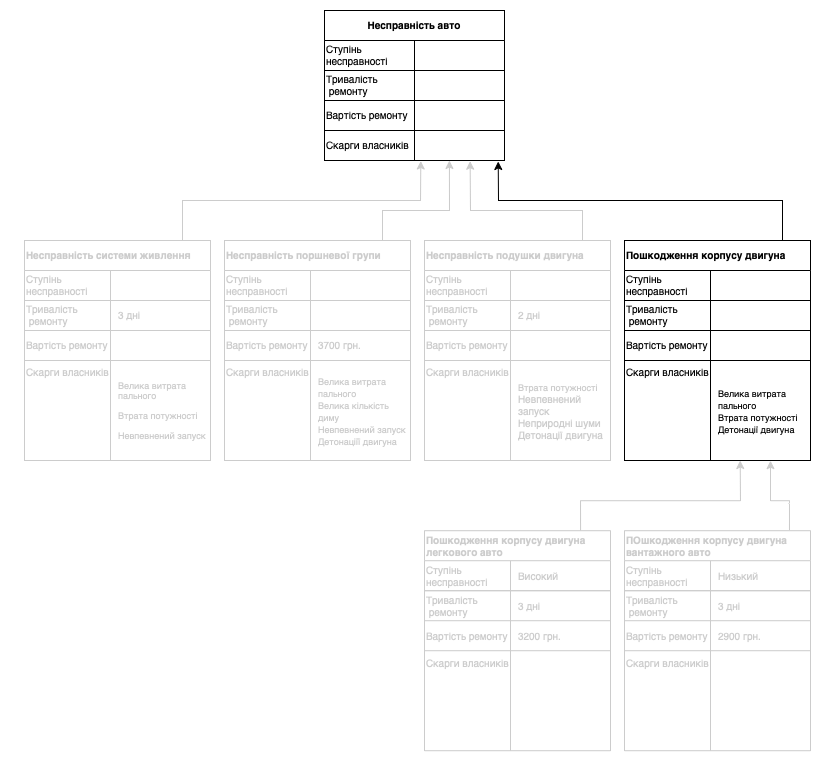 Несправність авто
Ступінь
несправності
Тривалість
ремонту
Вартість ремонту
Скарги власників
Несправність системи живлення
Ступінь
несправності
Тривалість
ремонту
3 дні
Вартість ремонту
Скарги власників
Велика витрата
пального
Втрата потужності
Невпевнений запуск
Несправність поршневої групи
Ступінь
несправності
Тривалість
ремонту
Вартість ремонту
3700 грн.
Скарги власників
Велика витрата
пального
Велика кількість
диму
Невпевнений запуск
Детонації двигуна
Несправність подушки двигуна
Ступінь
несправності
Тривалість
ремонту
2 дні
Вартість ремонту
Скарги власників
Втрата потужності
Невпевнений
запуск
Неприродні шуми
Детонації двигуна
Пошкодження корпусу двигуна
Ступінь
несправності
Тривалість
ремонту
Вартість ремонту
Скарги власників
Велика витрата
пального
Втрата потужності
Детонації двигуна
Пошкодження корпусу двигуна
легкового авто
Ступінь
несправності
Високий
Тривалість
ремонту
3 дні
Вартість ремонту
3200 грн.
Скарги власників
ПОшкодження корпусу двигуна
вантажного авто
Ступінь
несправності
Низький
Тривалість
ремонту
3 дні
Вартість ремонту
2900 грн.
Скарги власників